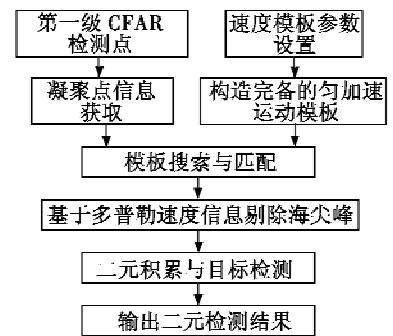 第一级 CFAR
检测点
速度模板参数
设置
凝聚点信息
获取
构造完备的匀加速
运动模板
模板搜索与匹配
基于多普勒速度信息剔除海尖峰
二元积累与目标检测
输出二元检测结果